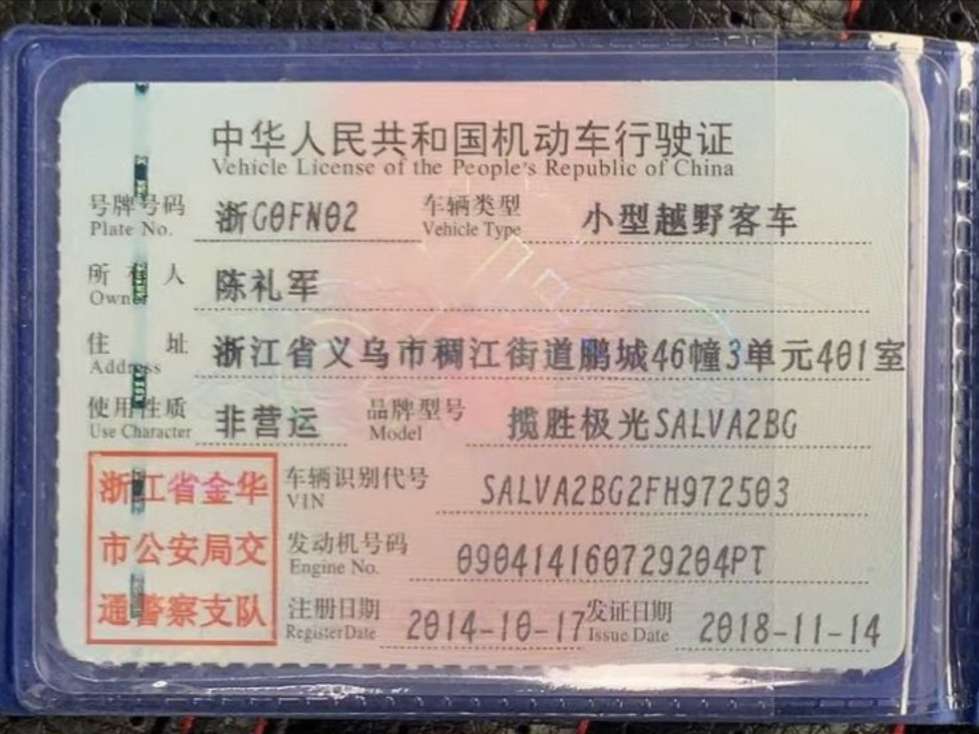 中华人民共和国机动车行驶证
Vehicle License of the People's Republic of China
号牌号码 浙G0FN02 车辆类型 小型越野客车
Plate No. Vehicle Type
所有人 陈礼军
Owner
住址 浙江省义乌市稠江街道鹏城46幢3单元401室
Address
使用性质 非营运 品牌型号 揽胜极光SALVA2BG
Use Character Model
浙江省金华
市公安局交
通警察支队
车辆识别代号 SALVA2BG2FH972503
VIN
发动机号码 090414160729204PT
Engine No.
注册日期 2014-10-17 发证日期 2018-11-14
Register Date Issue Date